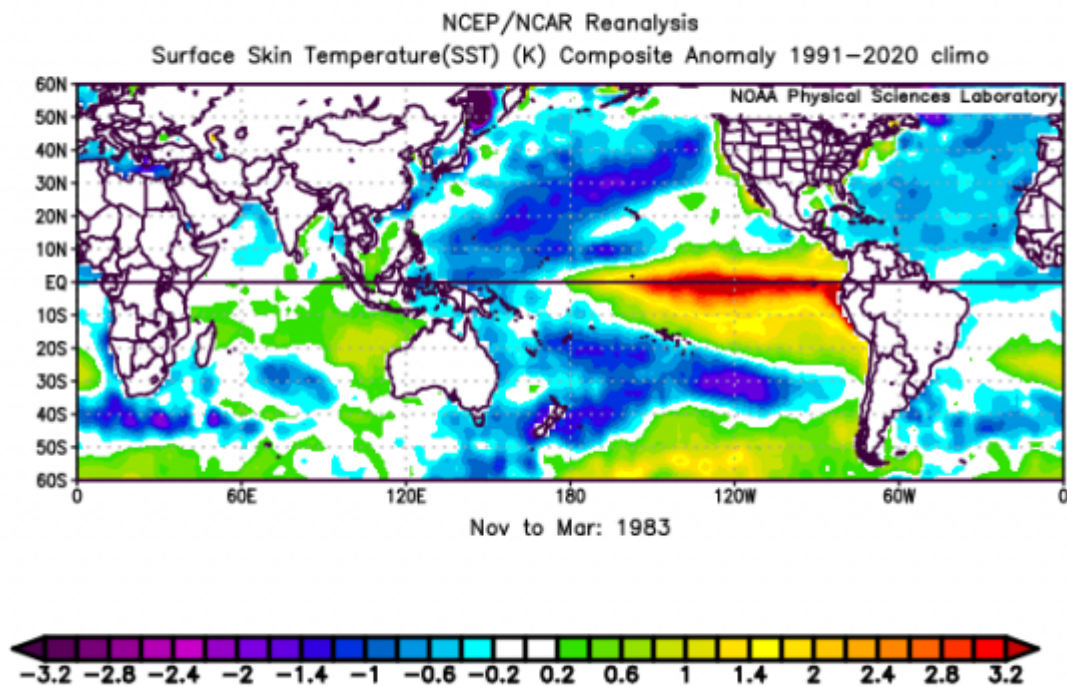 NCEP/NCAR Reanalysis
Surface Skin Temperature(SST) (K) Composite Anomaly 1991-2020 climo
NOAA Physical Sciences Laboratory
60N
50N
40N
30N
20N
10N
EQ
10S
20S
30S
40S
50S
60S
0 60E 120E 180 120W 60W 0
Nov to Mar: 1983
-3.2 -2.8 -2.4 -2 -1.4 -1 -0.6 -0.2 0.2 0.6 1 1.4 2 2.4 2.8 3.2